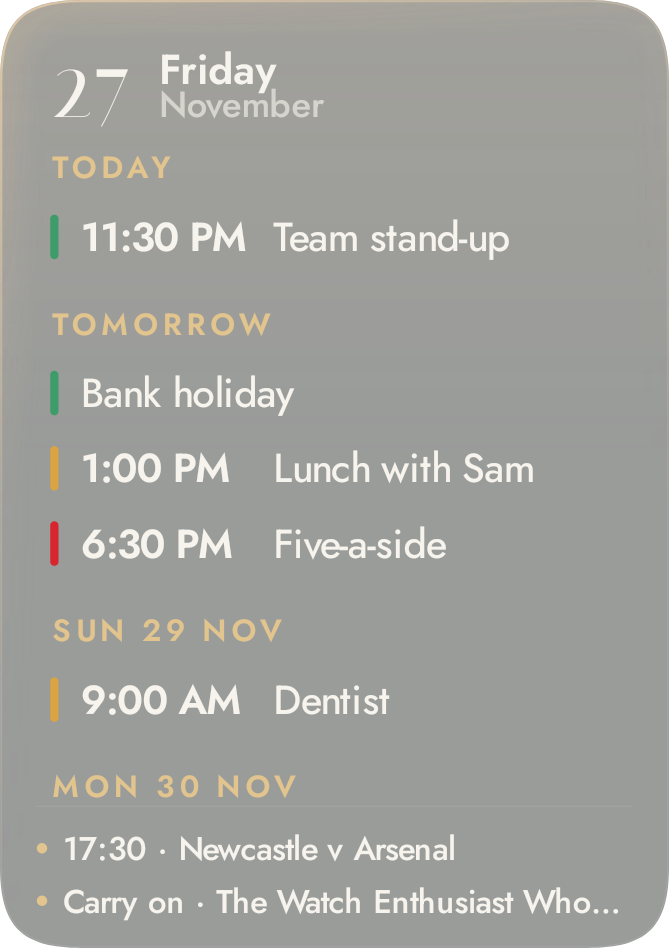 27 Friday
November
TODAY
11:30 PM Team stand-up
TOMORROW
Bank holiday
1:00 PM Lunch with Sam
6:30 PM Five-a-side
SUN 29 NOV
9:00 AM Dentist
MON 30 NOV
17:30 · Newcastle v Arsenal
Carry on · The Watch Enthusiast Who...